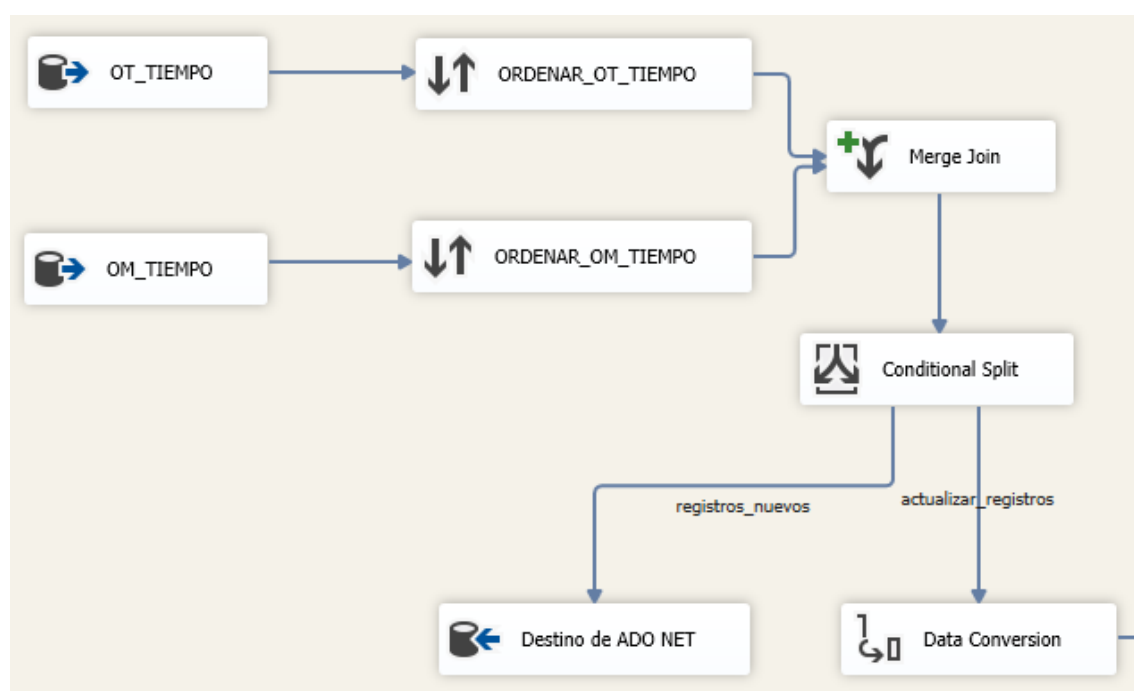 OT_TIEMPO
ORDENAR_OT_TIEMPO
Merge Join
OM_TIEMPO
ORDENAR_OM_TIEMPO
Conditional Split
registros_nuevos
actualizar_registros
Destino de ADO NET
Data Conversion